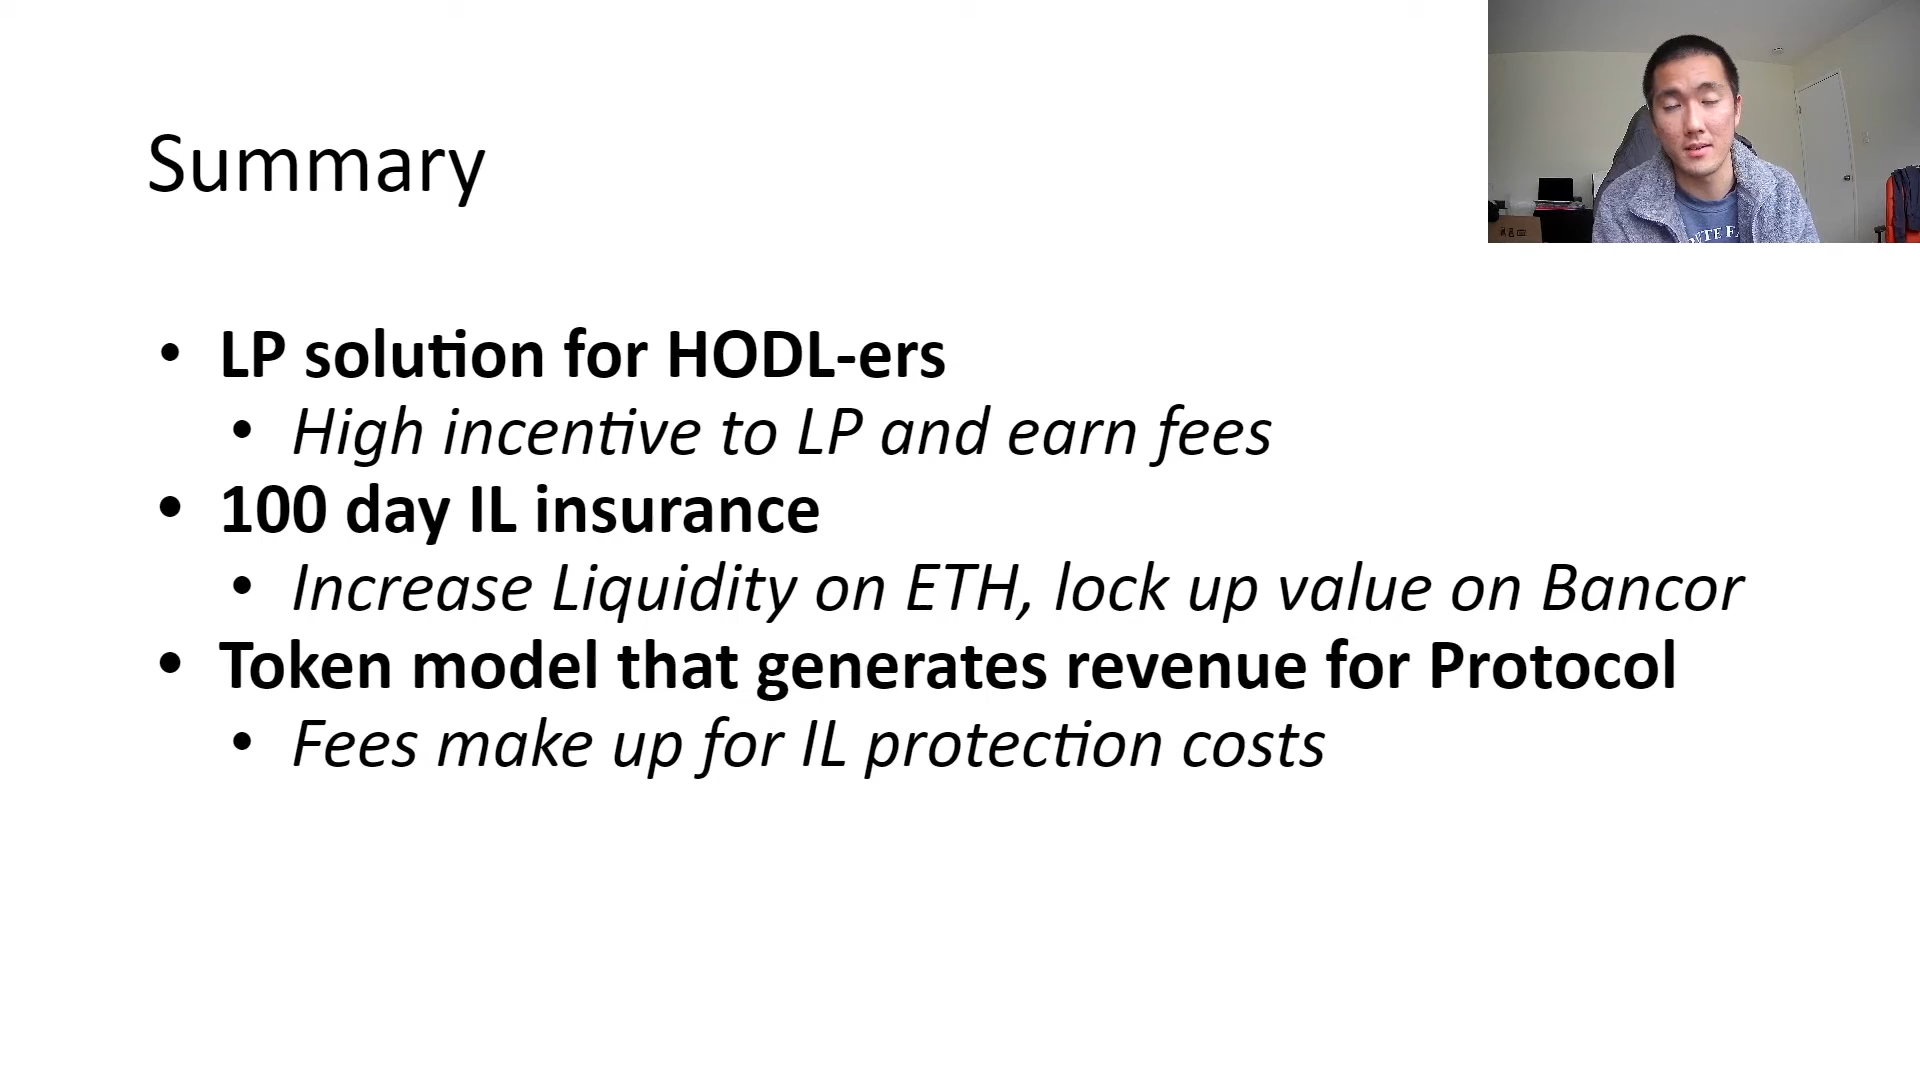 Summary
• LP solution for HODL-ers
• High incentive to LP and earn fees
• 100 day IL insurance
• Increase Liquidity on ETH, lock up value on Bancor
• Token model that generates revenue for Protocol
• Fees make up for IL protection costs